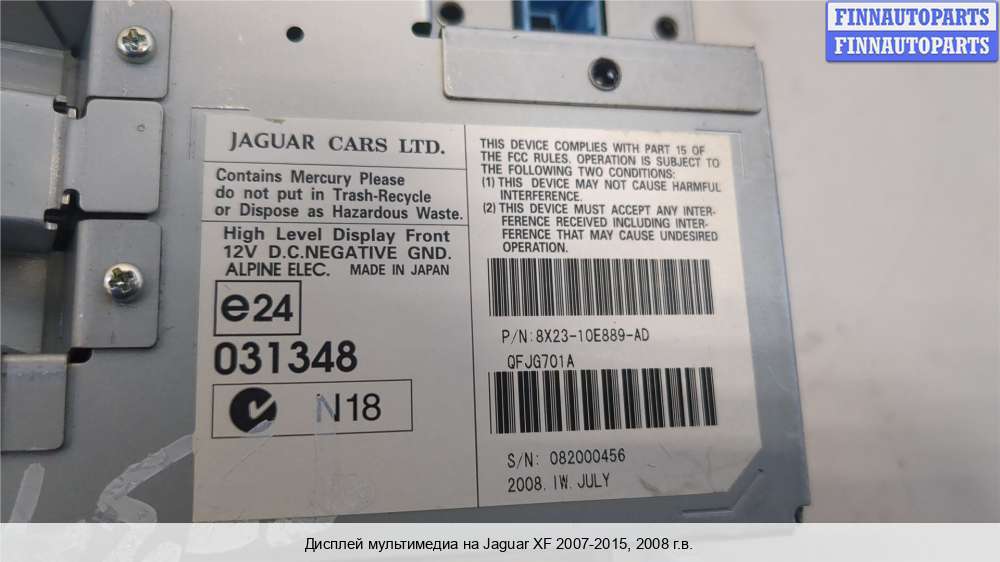 FINNAUTOPARTS
FINNAUTOPARTS
JAGUAR CARS LTD.
Contains Mercury Please
do not put in Trash-Recycle
or Dispose as Hazardous Waste.
High Level Display Front
12V D.C.NEGATIVE GND.
ALPINE ELEC. MADE IN JAPAN
e24
031348
N18
THIS DEVICE COMPLIES WITH PART 15 OF
THE FCC RULES. OPERATION IS SUBJECT TO
THE FOLLOWING TWO CONDITIONS:
(1) THIS DEVICE MAY NOT CAUSE HARMFUL
INTERFERENCE.
(2) THIS DEVICE MUST ACCEPT ANY INTER-
FERENCE RECEIVED INCLUDING INTER-
FERENCE THAT MAY CAUSE UNDESIRED
OPERATION.
P/N:8X23-10E889-AD
QFJG701A
S/N: 082000456
2008. IW. JULY
Дисплей мультимедиа на Jaguar XF 2007-2015, 2008 г.в.